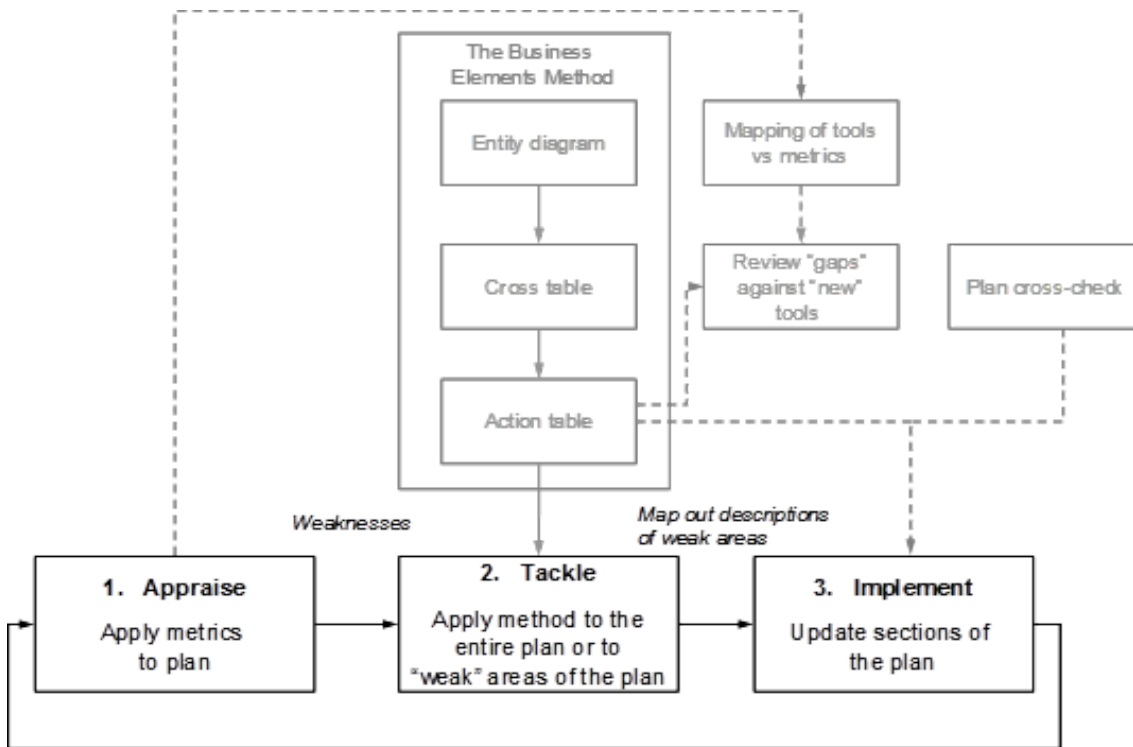 The Business
Elements Method
Entity diagram
Mapping of tools
vs metrics
Cross table
Review "gaps"
against "new"
tools
Plan cross-check
Action table
Weaknesses
Map out descriptions
of weak areas
1. Appraise
Apply metrics
to plan
2. Tackle
Apply method to the
entire plan or to
"weak" areas of the plan
3. Implement
Update sections of
the plan